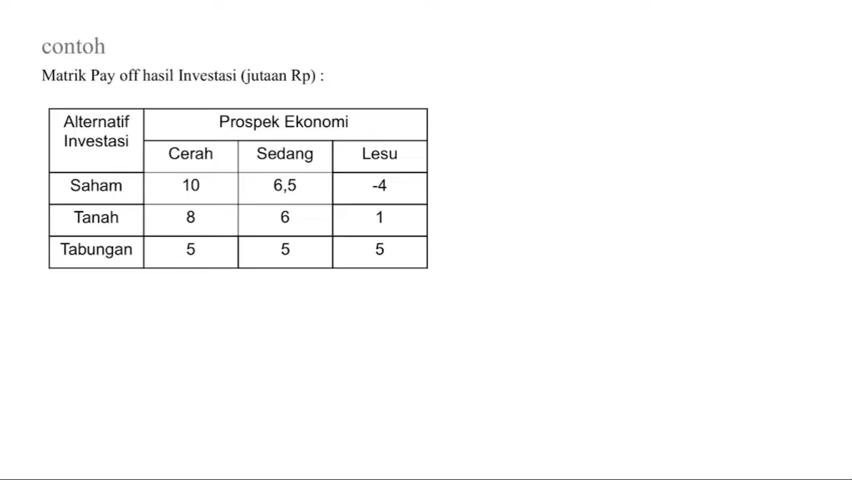 contoh
Matrik Pay off hasil Investasi (jutaan Rp) :
Alternatif Investasi Prospek Ekonomi
Cerah Sedang Lesu
Saham 10 6,5 -4
Tanah 8 6 1
Tabungan 5 5 5